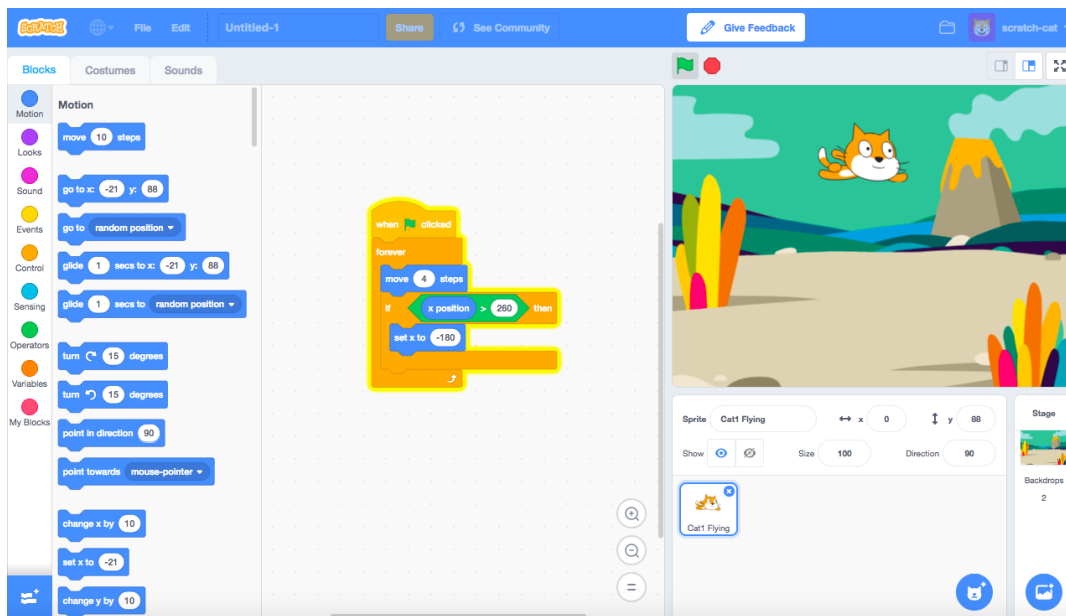 SCRATCH File Edit Untitled-1 Share See Community Give Feedback scratch-cat
Blocks Costumes Sounds
Motion
Looks
Sound
Events
Control
Sensing
Operators
Variables
My Blocks
Motion
move 10 steps
go to x: -21 y: 88
go to random position
glide 1 secs to x: -21 y: 88
glide 1 secs to random position
turn 15 degrees
turn 15 degrees
point in direction 90
point towards mouse-pointer
change x by 10
set x to -21
change y by 10
when clicked
forever
move 4 steps
if x position > 260 then
set x to -180
Sprite Cat1 Flying x 0 y 88
Show Size 100 Direction 90
Cat1 Flying
Stage
Backdrops
2